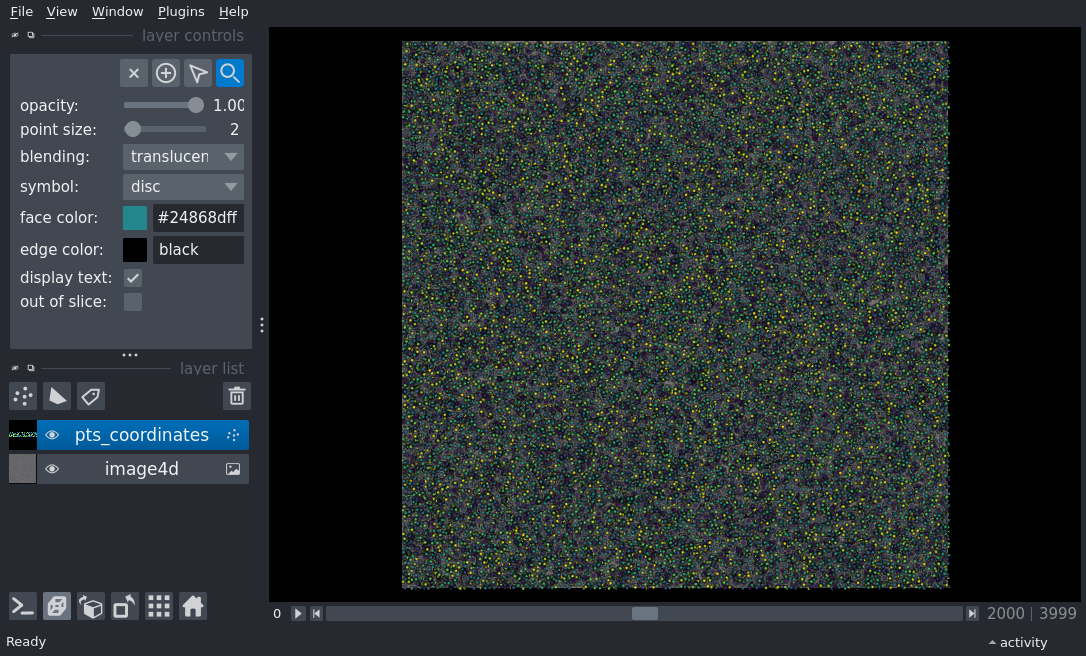 File View Window Plugins Help
layer controls
opacity: 1.00
point size: 2
blending: translucen
symbol: disc
face color: #24868dff
edge color: black
display text:
out of slice:
layer list
pts_coordinates
image4d
0 2000 | 3999
Ready
activity